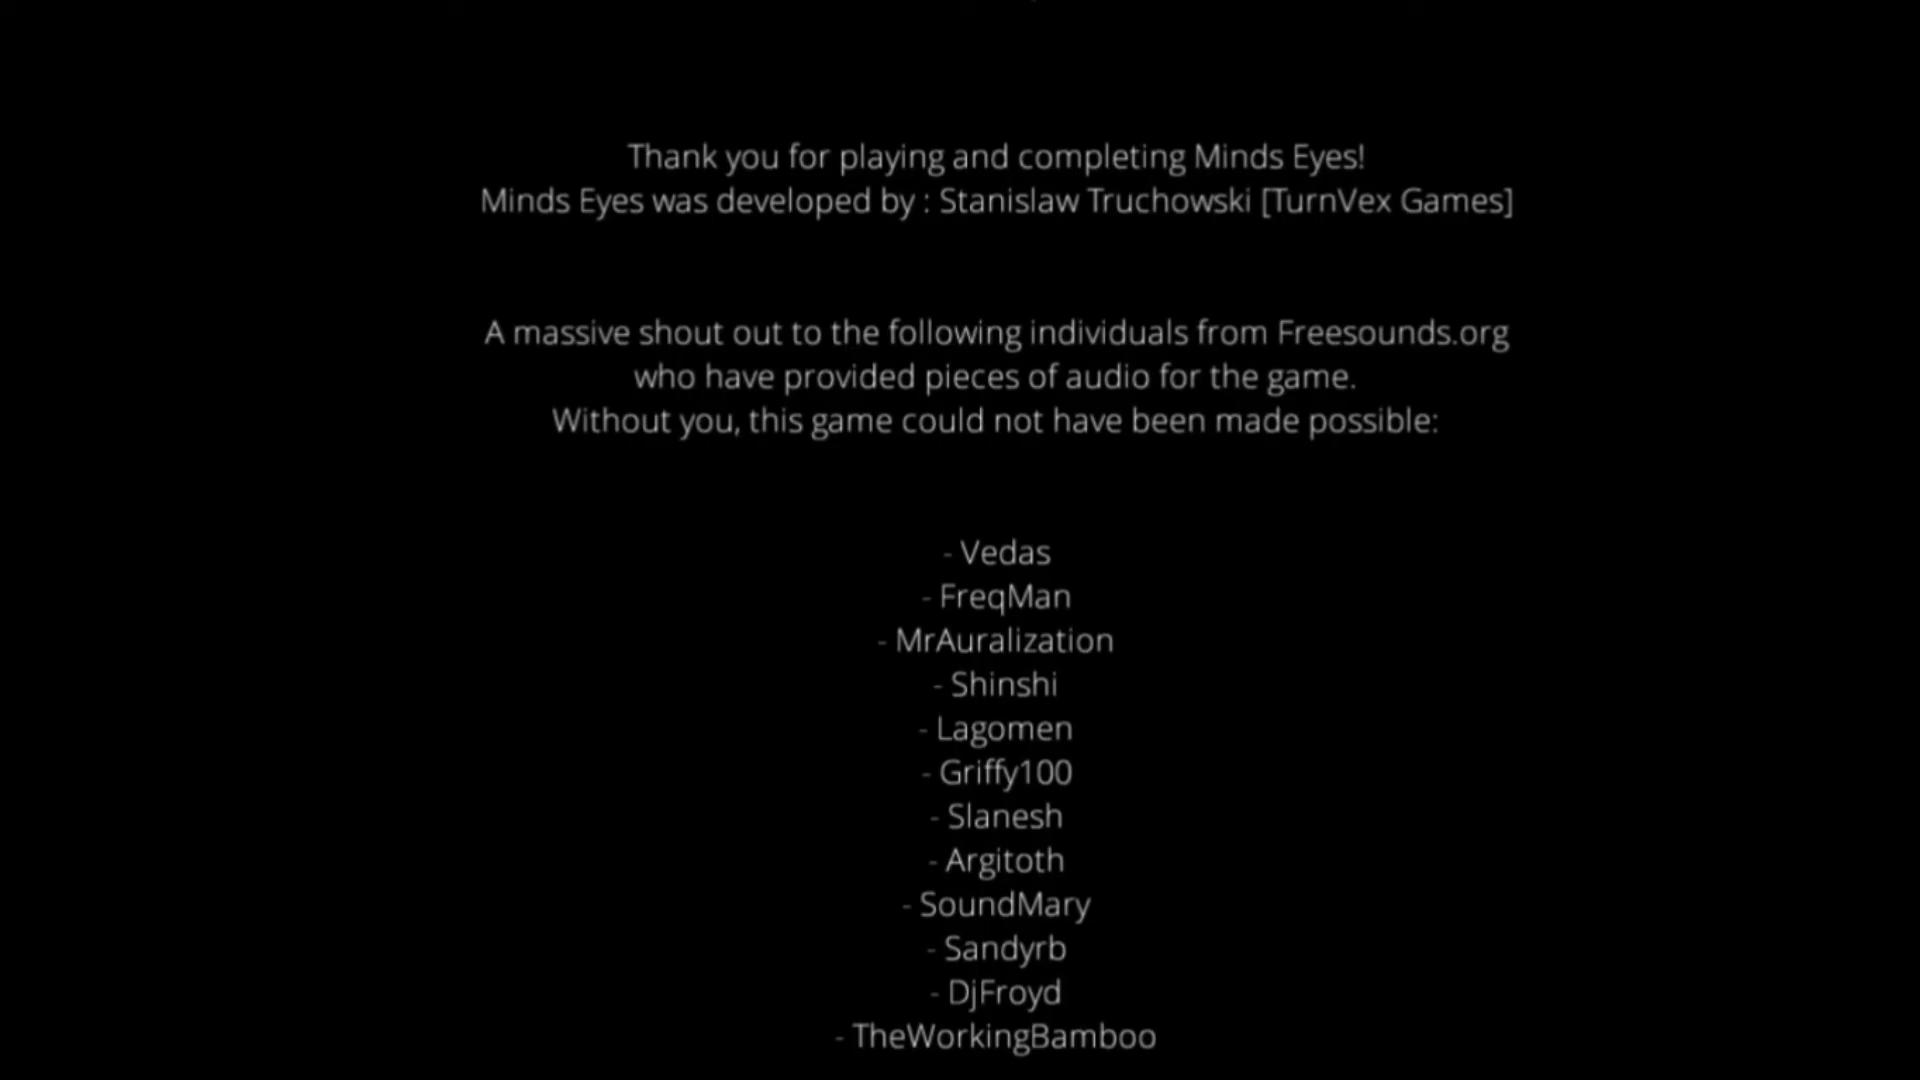 Thank you for playing and completing Minds Eyes!
Minds Eyes was developed by : Stanislaw Truchowski [TurnVex Games]
A massive shout out to the following individuals from Freesounds.org
who have provided pieces of audio for the game.
Without you, this game could not have been made possible:
- Vedas
- FreqMan
- MrAuralization
- Shinshi
- Lagomen
- Griffy100
- Slanesh
- Argitoth
- SoundMary
- Sandyrb
- DjFroyd
- TheWorkingBamboo